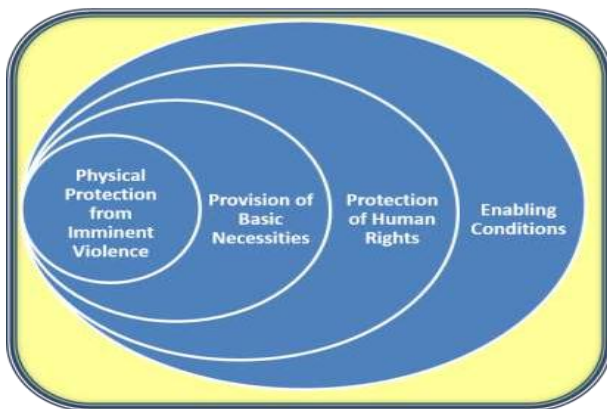 Physical
Protection
from
Imminent
Violence
Provision of
Basic
Necessities
Protection
of Human
Rights
Enabling
Conditions